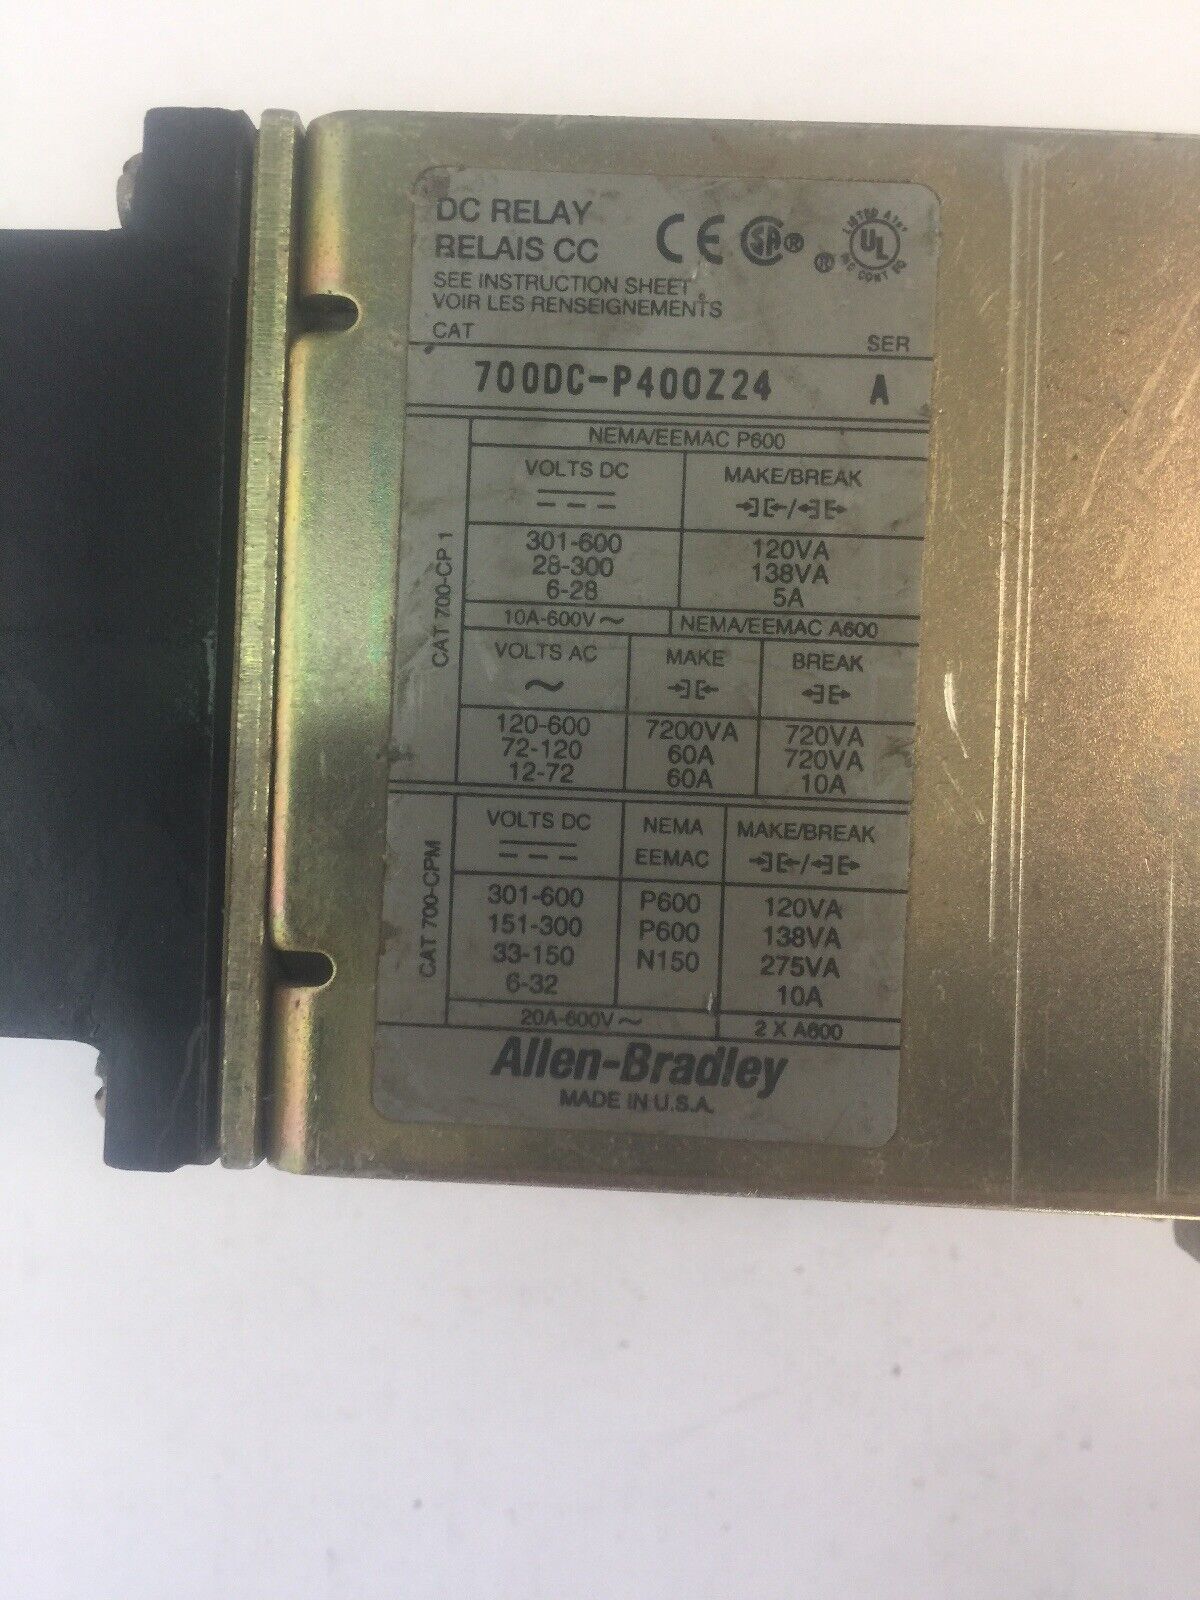 DC RELAY
RELAIS CC
CE SA® ® LISTED UL
SEE INSTRUCTION SHEET
VOIR LES RENSEIGNEMENTS
CAT SER
700DC-P400Z24 A
CAT 700-CP 1
NEMA/EEMAC P600
VOLTS DC MAKE/BREAK
301-600 120VA
28-300 138VA
6-28 5A
10A-600V~ NEMA/EEMAC A600
VOLTS AC MAKE BREAK
~
120-600 7200VA 720VA
72-120 60A 720VA
12-72 60A 10A
CAT 700-CPM
VOLTS DC NEMA MAKE/BREAK
EEMAC
301-600 P600 120VA
151-300 P600 138VA
33-150 N150 275VA
6-32 10A
20A-600V~ 2 X A600
Allen-Bradley
MADE IN U.S.A.